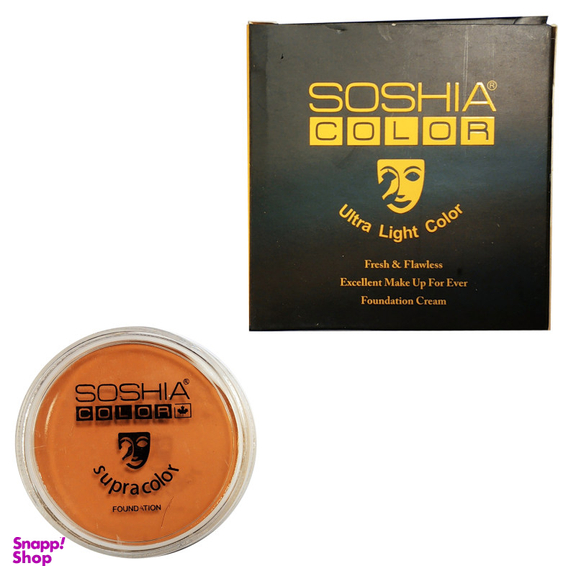 SOSHIA®
COLOR
Ultra Light Color
Fresh & Flawless
Excellent Make Up For Ever
Foundation Cream
SOSHIA®
COLOR
supracolor
FOUNDATION
Snapp!
Shop